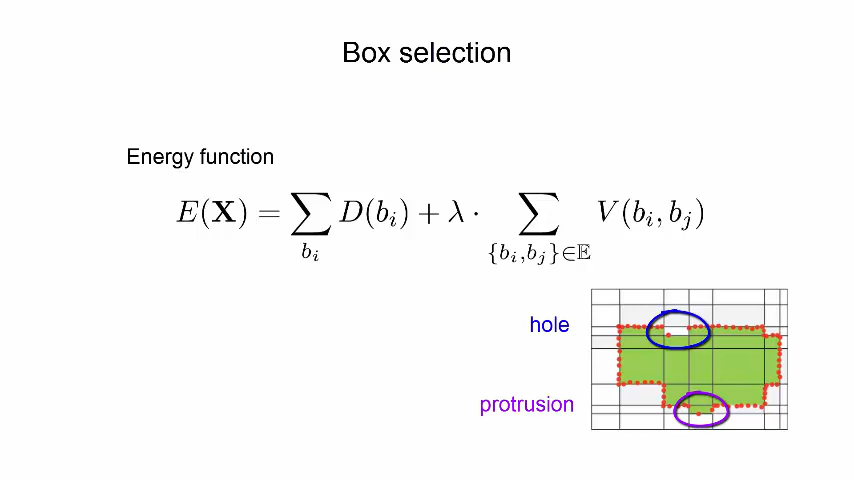 Box selection
Energy function
E(X) = ∑_{b_i} D(b_i) + λ · ∑_{{b_i,b_j}∈𝔼} V(b_i, b_j)
hole
protrusion